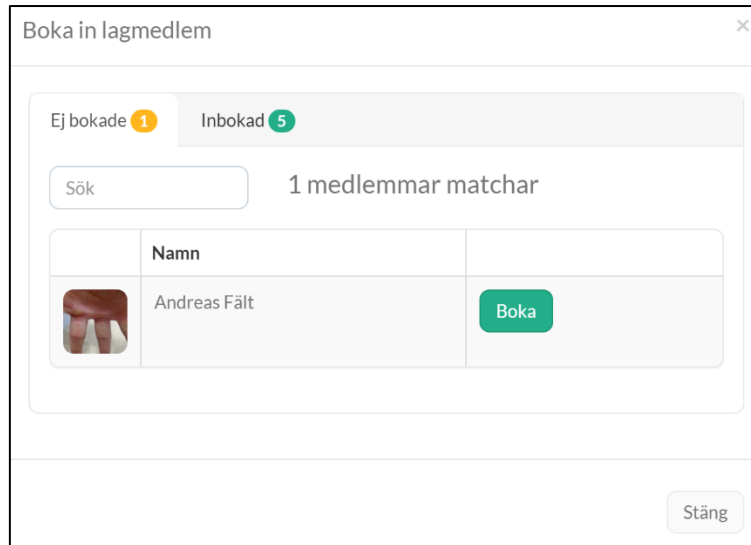 Boka in lagmedlem ×
Ej bokade 1 Inbokad 5
Sök 1 medlemmar matchar
Namn
Andreas Fält Boka
Stäng